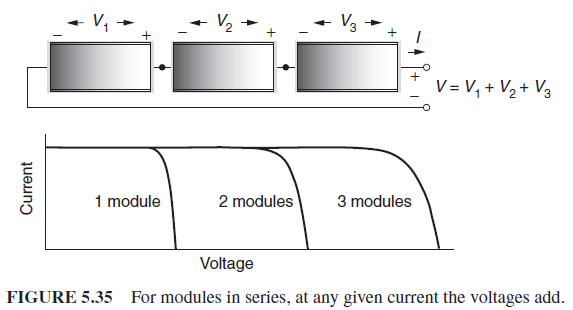 V1 V2 V3
− + − + − + I
+
− V = V1 + V2 + V3
Current
1 module 2 modules 3 modules
Voltage
FIGURE 5.35 For modules in series, at any given current the voltages add.